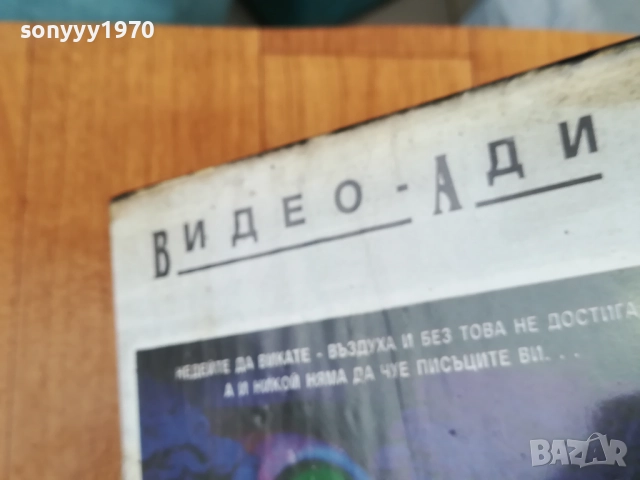 sonyyy1970
ВИДЕО-АДИ
НЕДЕЙТЕ ДА ВИКАТЕ - ВЪЗДУХА И БЕЗ ТОВА НЕ ДОСТИГА
А И НИКОЙ НЯМА ДА ЧУЕ ПИСЪЦИТЕ ВИ. . .
BAZAR